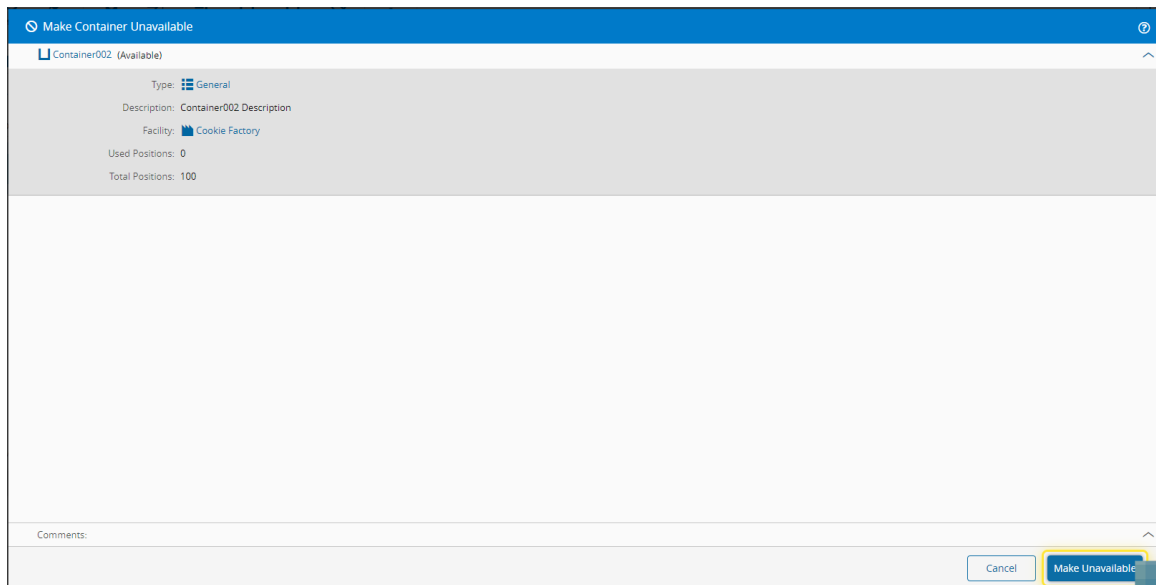 Make Container Unavailable
Container002 (Available)
Type: General
Description: Container002 Description
Facility: Cookie Factory
Used Positions: 0
Total Positions: 100
Comments:
Cancel Make Unavailable